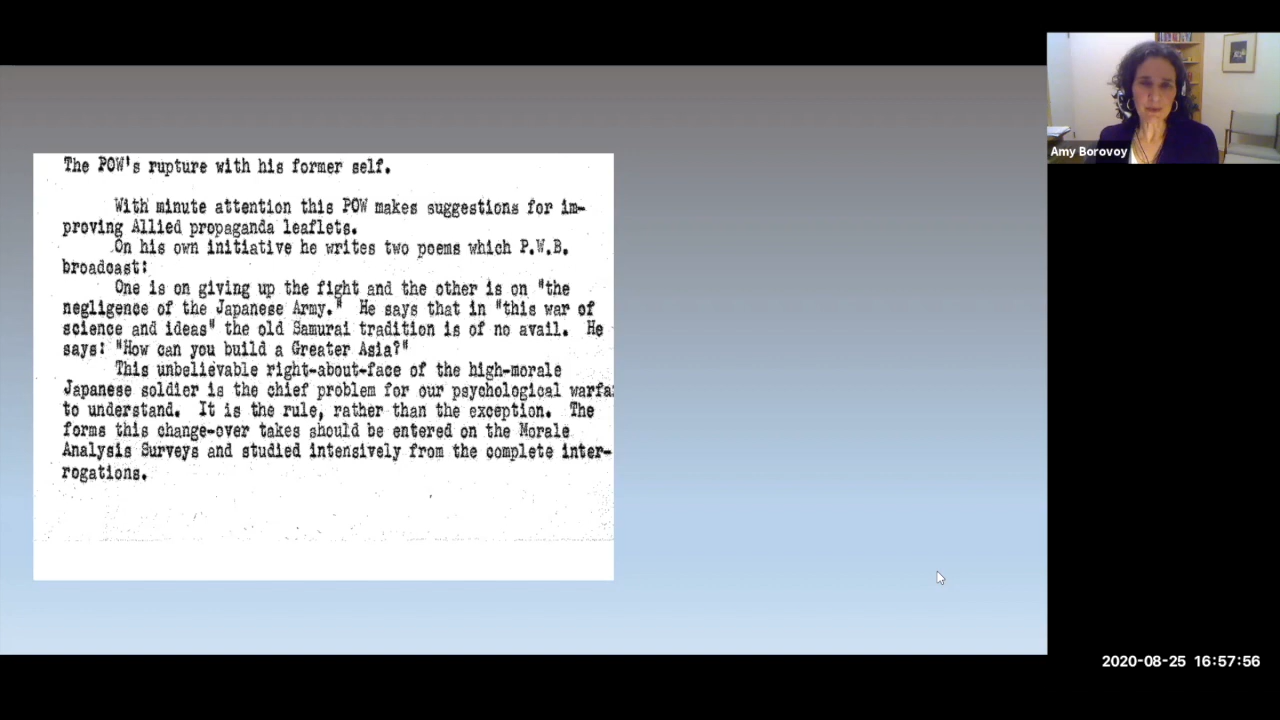 The POW's rupture with his former self.
With minute attention this POW makes suggestions for im-
proving Allied propaganda leaflets.
On his own initiative he writes two poems which P.W.B.
broadcast:
One is on giving up the fight and the other is on "the
negligence of the Japanese Army." He says that in "this war of
science and ideas" the old Samurai tradition is of no avail. He
says: "How can you build a Greater Asia?"
This unbelievable right-about-face of the high-morale
Japanese soldier is the chief problem for our psychological warfa
to understand. It is the rule, rather than the exception. The
forms this change-over takes should be entered on the Morale
Analysis Surveys and studied intensively from the complete inter-
rogations.
Amy Borovoy
2020-08-25 16:57:56